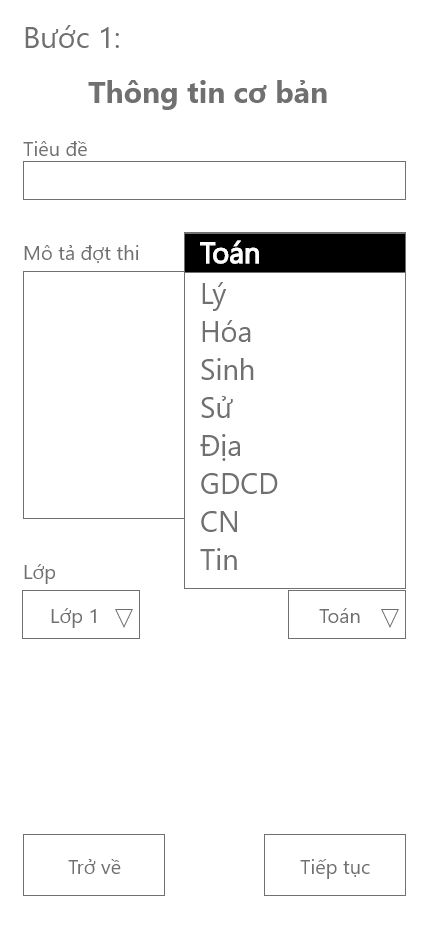 Bước 1:
Thông tin cơ bản
Tiêu đề
Mô tả đợt thi
Toán
Lý
Hóa
Sinh
Sử
Địa
GDCD
CN
Tin
Lớp
Lớp 1
Toán
Trở về
Tiếp tục